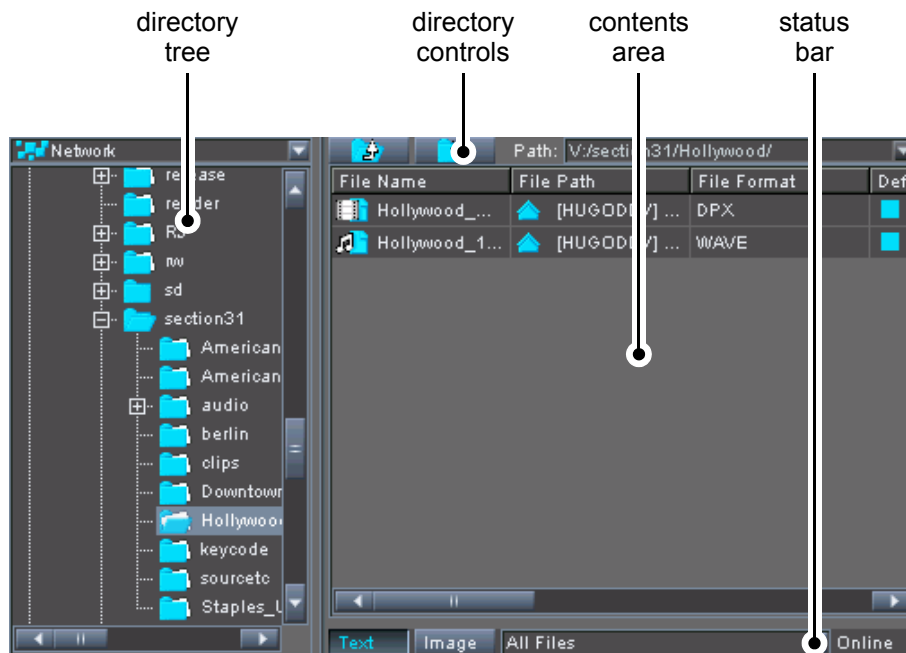 directory tree
directory controls
contents area
status bar
Network
Path: V:/section31/Hollywood/
release
render
rw
sd
section31
American
American
audio
berlin
clips
Downtown
Hollywood
keycode
sourcetc
Staples_U
File Name File Path File Format Def
Hollywood_... [HUGODEV] ... DPX
Hollywood_1... [HUGODEV] ... WAVE
Text Image All Files Online